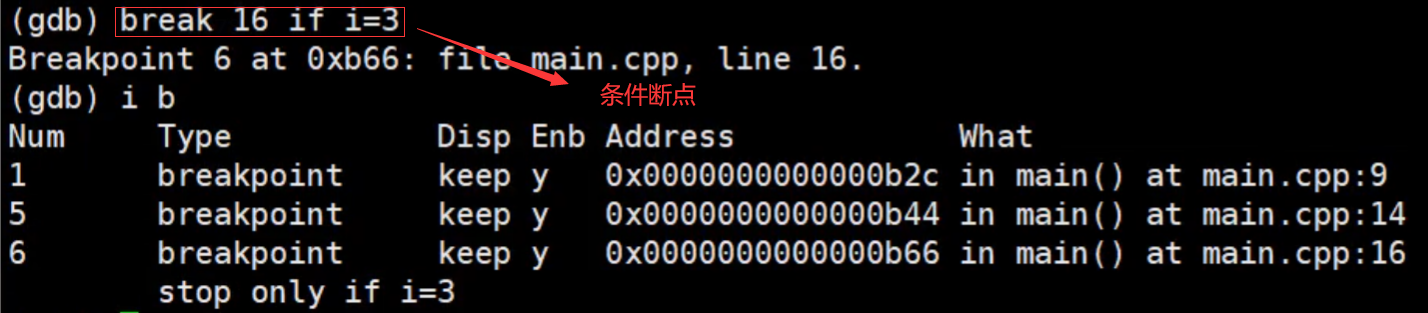 (gdb) break 16 if i=3
Breakpoint 6 at 0xb66: file main.cpp, line 16.
条件断点
(gdb) i b
Num Type Disp Enb Address What
1 breakpoint keep y 0x0000000000000b2c in main() at main.cpp:9
5 breakpoint keep y 0x0000000000000b44 in main() at main.cpp:14
6 breakpoint keep y 0x0000000000000b66 in main() at main.cpp:16
stop only if i=3